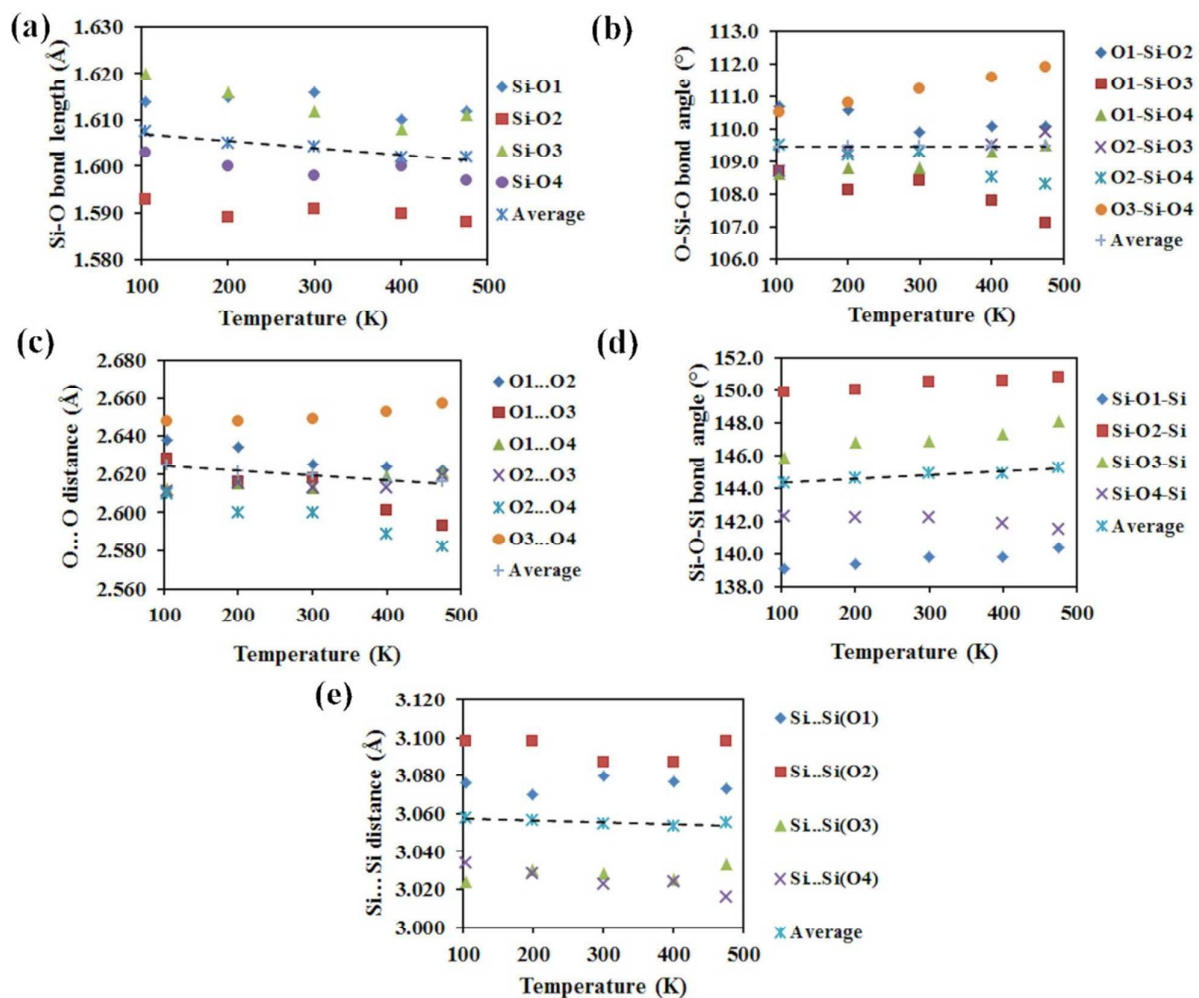 (a)
1.630
1.620
1.610
1.600
1.590
1.580
Si-O bond length (Å)
100 200 300 400 500
Temperature (K)
Si-O1
Si-O2
Si-O3
Si-O4
Average
(b)
113.0
112.0
111.0
110.0
109.0
108.0
107.0
106.0
O-Si-O bond angle (°)
100 200 300 400 500
Temperature (K)
O1-Si-O2
O1-Si-O3
O1-Si-O4
O2-Si-O3
O2-Si-O4
O3-Si-O4
Average
(c)
2.680
2.660
2.640
2.620
2.600
2.580
2.560
O... O distance (Å)
100 200 300 400 500
Temperature (K)
O1...O2
O1...O3
O1...O4
O2...O3
O2...O4
O3...O4
Average
(d)
152.0
150.0
148.0
146.0
144.0
142.0
140.0
138.0
Si-O-Si bond angle (°)
100 200 300 400 500
Temperature (K)
Si-O1-Si
Si-O2-Si
Si-O3-Si
Si-O4-Si
Average
(e)
3.120
3.100
3.080
3.060
3.040
3.020
3.000
Si... Si distance (Å)
100 200 300 400 500
Temperature (K)
Si...Si(O1)
Si...Si(O2)
Si...Si(O3)
Si...Si(O4)
Average